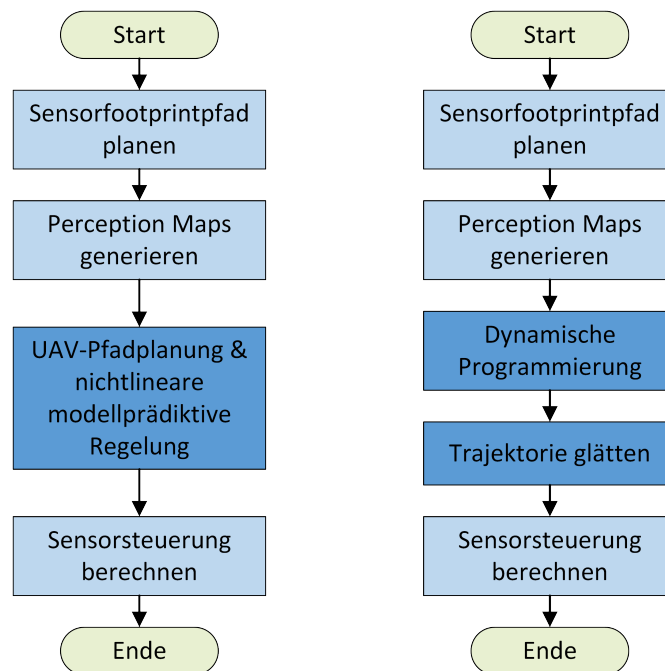 Start
Sensorfootprintpfad
planen
Perception Maps
generieren
UAV-Pfadplanung &
nichtlineare
modellprädiktive
Regelung
Sensorsteuerung
berechnen
Ende
Start
Sensorfootprintpfad
planen
Perception Maps
generieren
Dynamische
Programmierung
Trajektorie glätten
Sensorsteuerung
berechnen
Ende